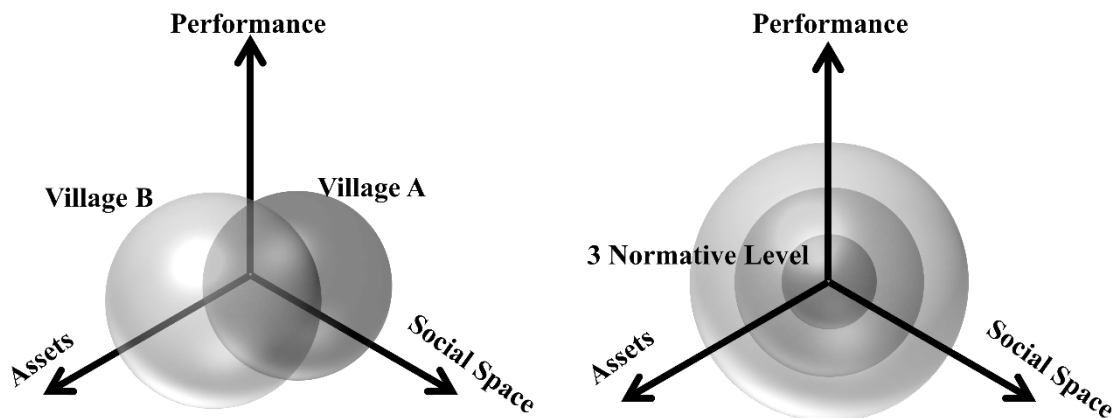 Performance
Village B
Village A
Assets
Social Space
Performance
3 Normative Level
Assets
Social Space